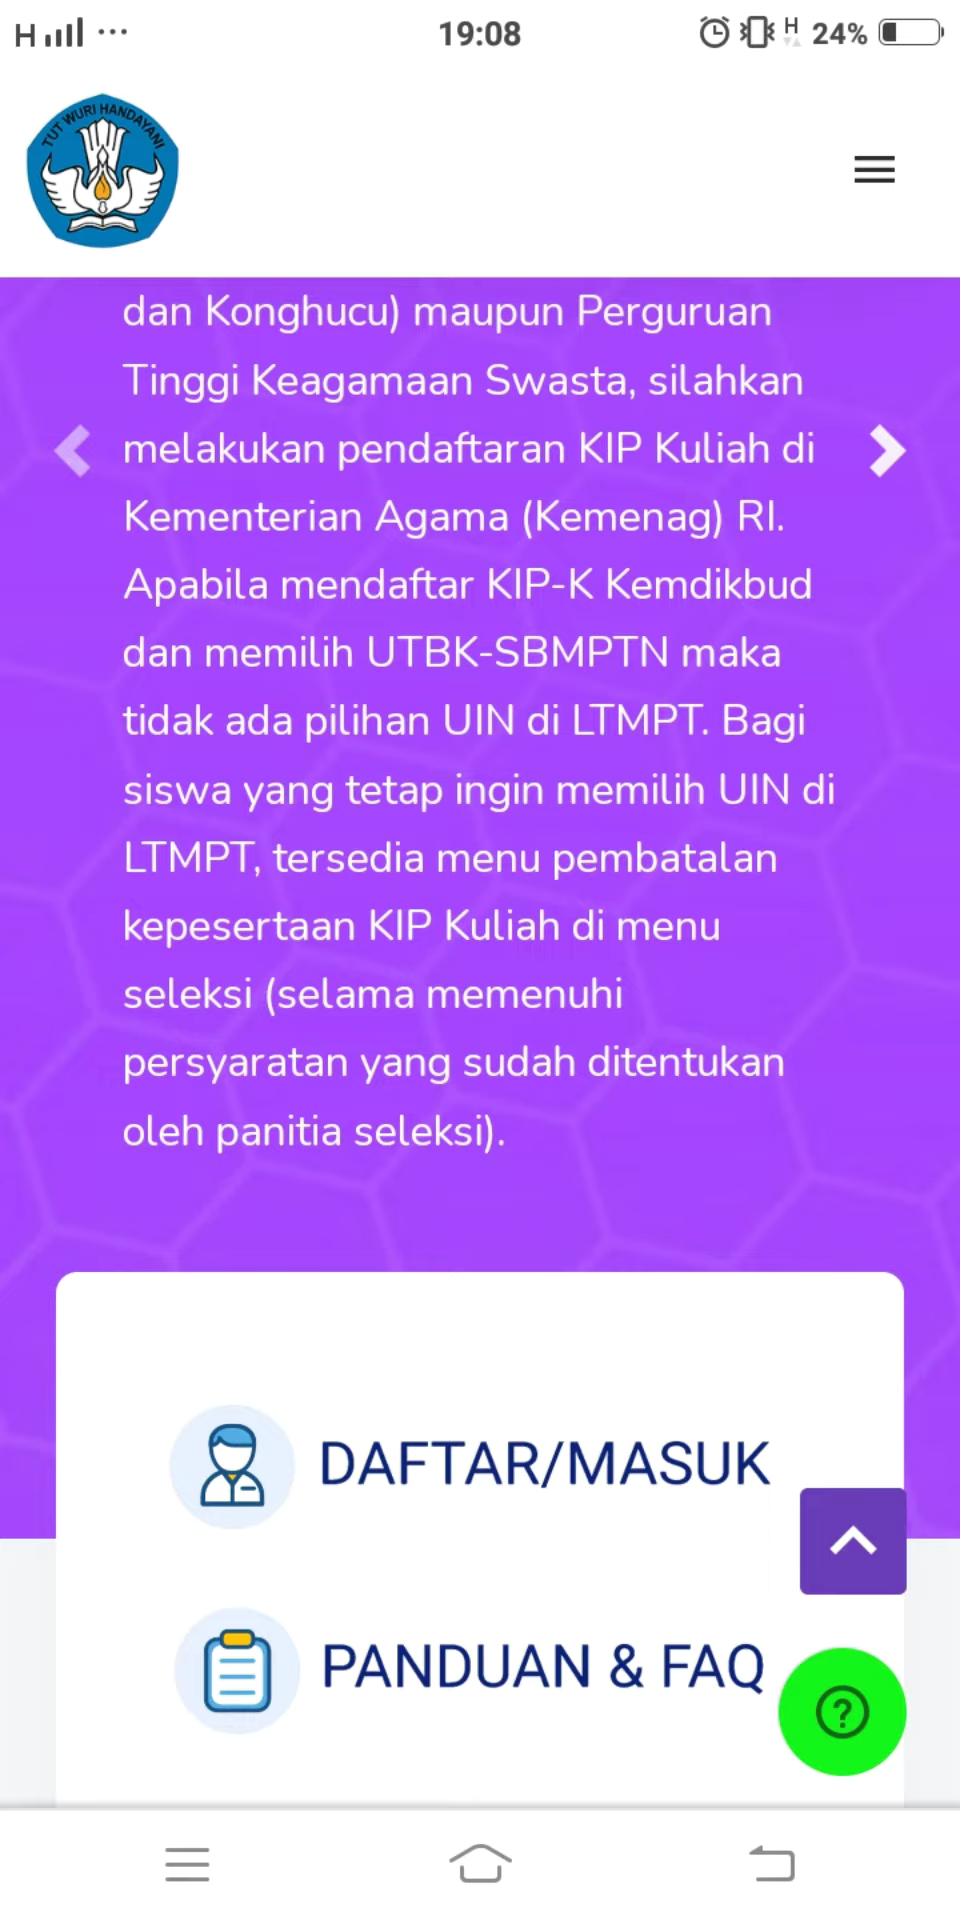 H ... 19:08 H 24%
TUT WURI HANDAYANI
dan Konghucu) maupun Perguruan
Tinggi Keagamaan Swasta, silahkan
melakukan pendaftaran KIP Kuliah di
Kementerian Agama (Kemenag) RI.
Apabila mendaftar KIP-K Kemdikbud
dan memilih UTBK-SBMPTN maka
tidak ada pilihan UIN di LTMPT. Bagi
siswa yang tetap ingin memilih UIN di
LTMPT, tersedia menu pembatalan
kepesertaan KIP Kuliah di menu
seleksi (selama memenuhi
persyaratan yang sudah ditentukan
oleh panitia seleksi).
DAFTAR/MASUK
PANDUAN & FAQ
?